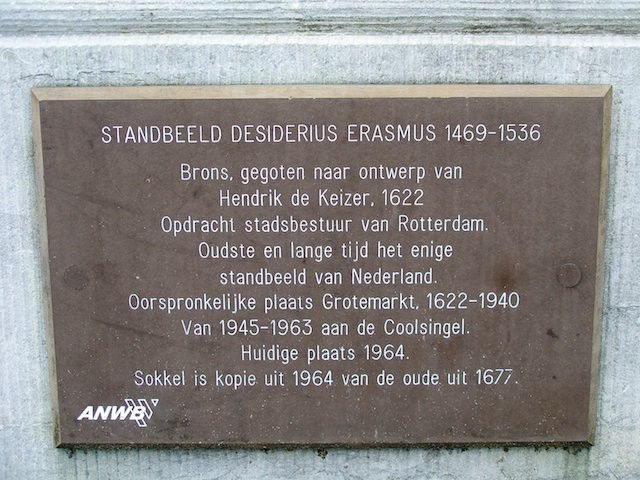 STANDBEELD DESIDERIUS ERASMUS 1469-1536
Brons, gegoten naar ontwerp van
Hendrik de Keizer, 1622
Opdracht stadsbestuur van Rotterdam.
Oudste en lange tijd het enige
standbeeld van Nederland.
Oorspronkelijke plaats Grotemarkt, 1622-1940
Van 1945-1963 aan de Coolsingel.
Huidige plaats 1964.
Sokkel is kopie uit 1964 van de oude uit 1677.
ANWB